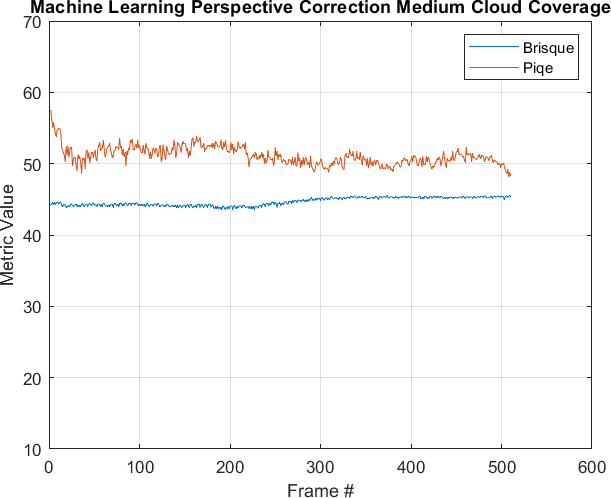 Machine Learning Perspective Correction Medium Cloud Coverage
70
60
50
40
30
20
10
Metric Value
Brisque
Piqe
0 100 200 300 400 500 600
Frame #